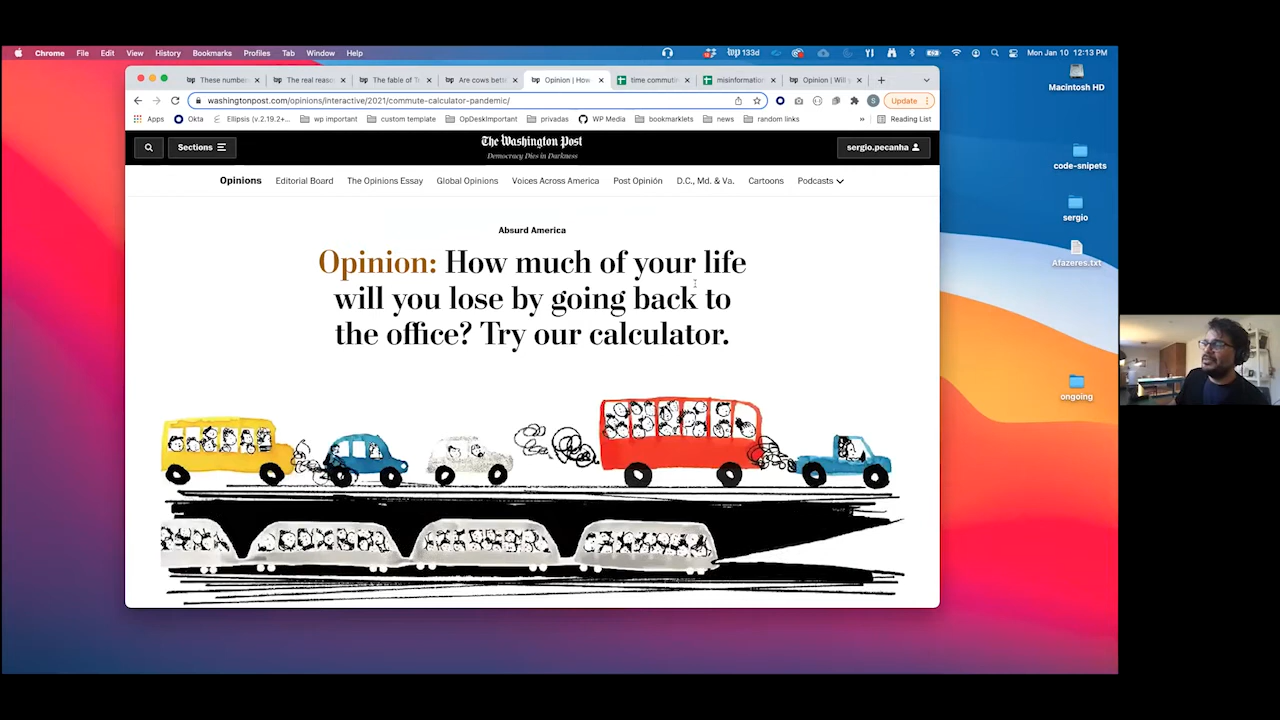 Chrome File Edit View History Bookmarks Profiles Tab Window Help
133d
Mon Jan 10 12:13 PM
These number
The real reaso
The fable of T
Are cows bett
Opinion | How
time commutin
misinformation
Opinion | Will y
washingtonpost.com/opinions/interactive/2021/commute-calculator-pandemic/
S
Update
Apps Okta Ellipsis (v.2.19.2)... wp important custom template OpDeskImportant privadas WP Media bookmarklets news random links » Reading List
Sections
The Washington Post
Democracy Dies in Darkness
sergio.pecanha
Opinions Editorial Board The Opinions Essay Global Opinions Voices Across America Post Opinión D.C., Md. & Va. Cartoons Podcasts
Absurd America
Opinion: How much of your life
will you lose by going back to
the office? Try our calculator.
Macintosh HD
code-snipets
sergio
Afazeres.txt
ongoing